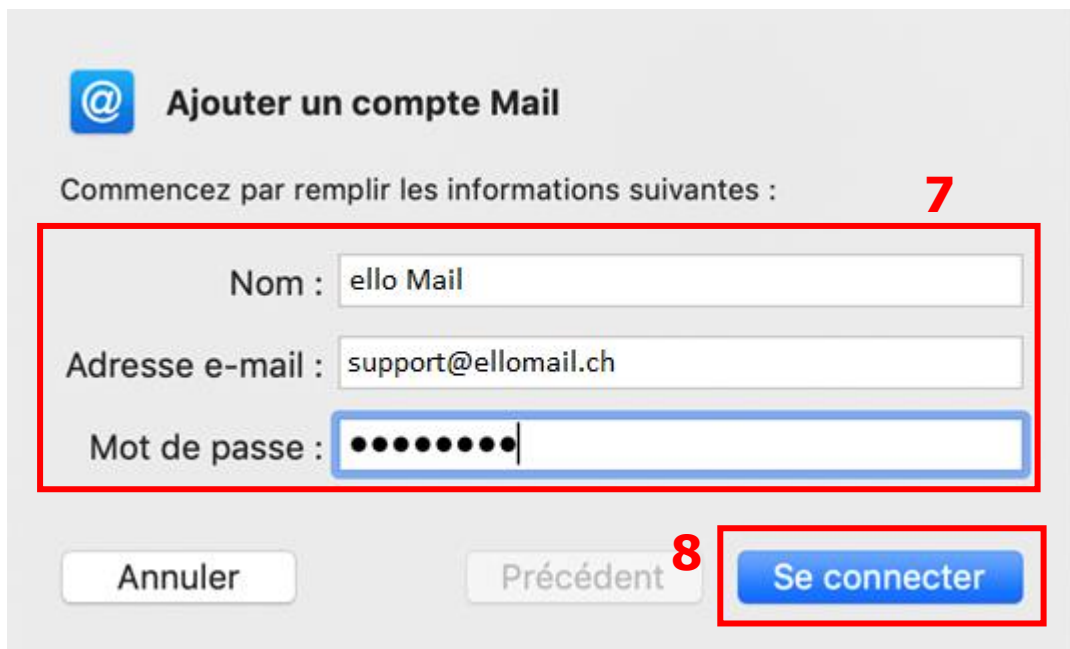 @ Ajouter un compte Mail
Commencez par remplir les informations suivantes :
7
Nom : ello Mail
Adresse e-mail : support@ellomail.ch
Mot de passe : ●●●●●●●●
Annuler Précédent 8 Se connecter